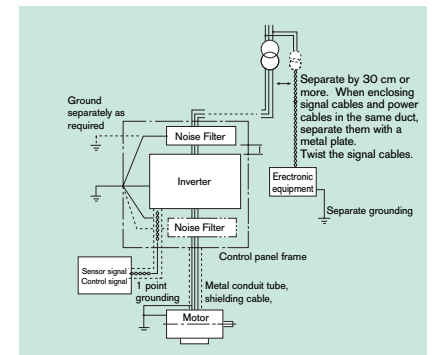 Separate by 30 cm or
more. When enclosing
signal cables and power
cables in the same duct,
separate them with a
metal plate.
Twist the signal cables.
Ground
separately as
required
Noise Filter
Inverter
Erectronic
equipment
Separate grounding
Noise Filter
Control panel frame
Sensor signal
Control signal
1 point
grounding
Metal conduit tube,
shielding cable,
Motor